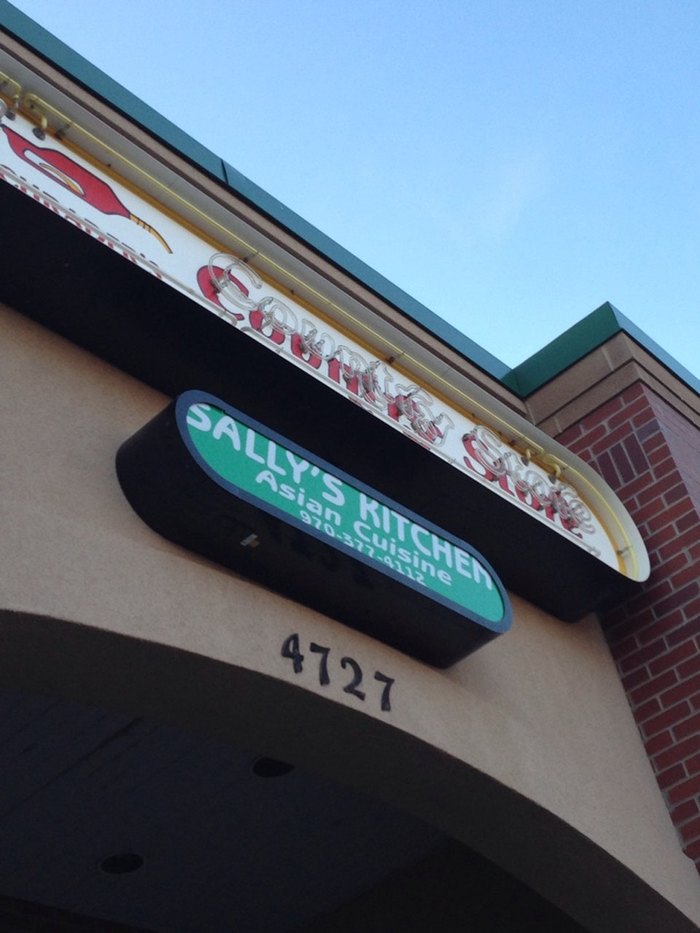 Country Store
SALLY'S KITCHEN
Asian Cuisine
970-377-4112
4727